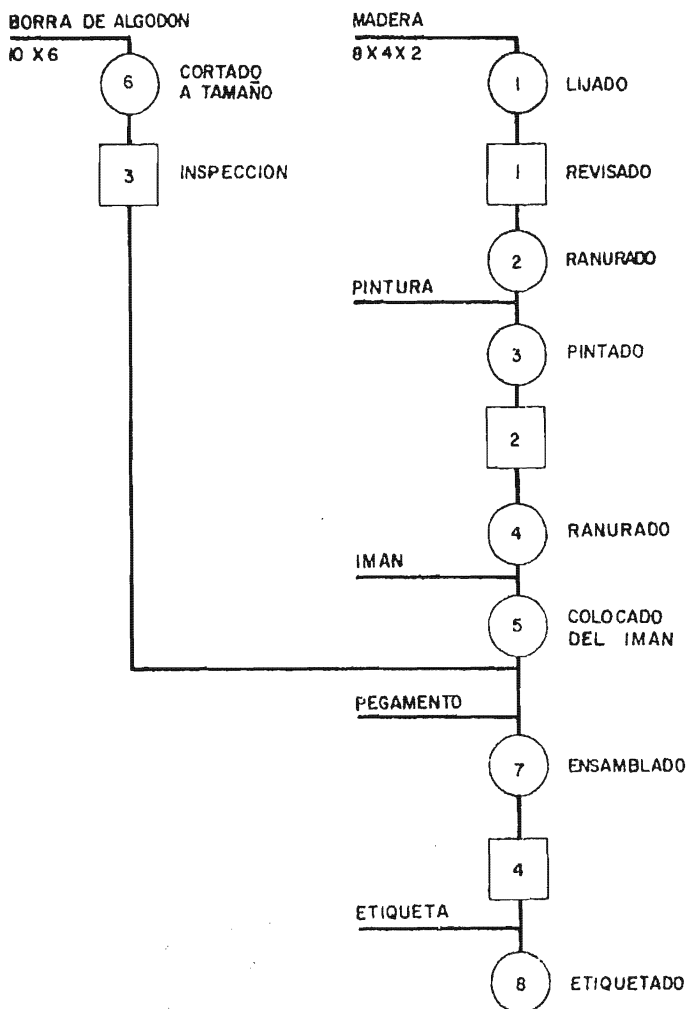 BORRA DE ALGODON
10 X 6
6
CORTADO
A TAMAÑO
3
INSPECCION
MADERA
8 X 4 X 2
1
LIJADO
1
REVISADO
2
RANURADO
PINTURA
3
PINTADO
2
4
RANURADO
IMAN
5
COLOCADO
DEL IMAN
PEGAMENTO
7
ENSAMBLADO
4
ETIQUETA
8
ETIQUETADO